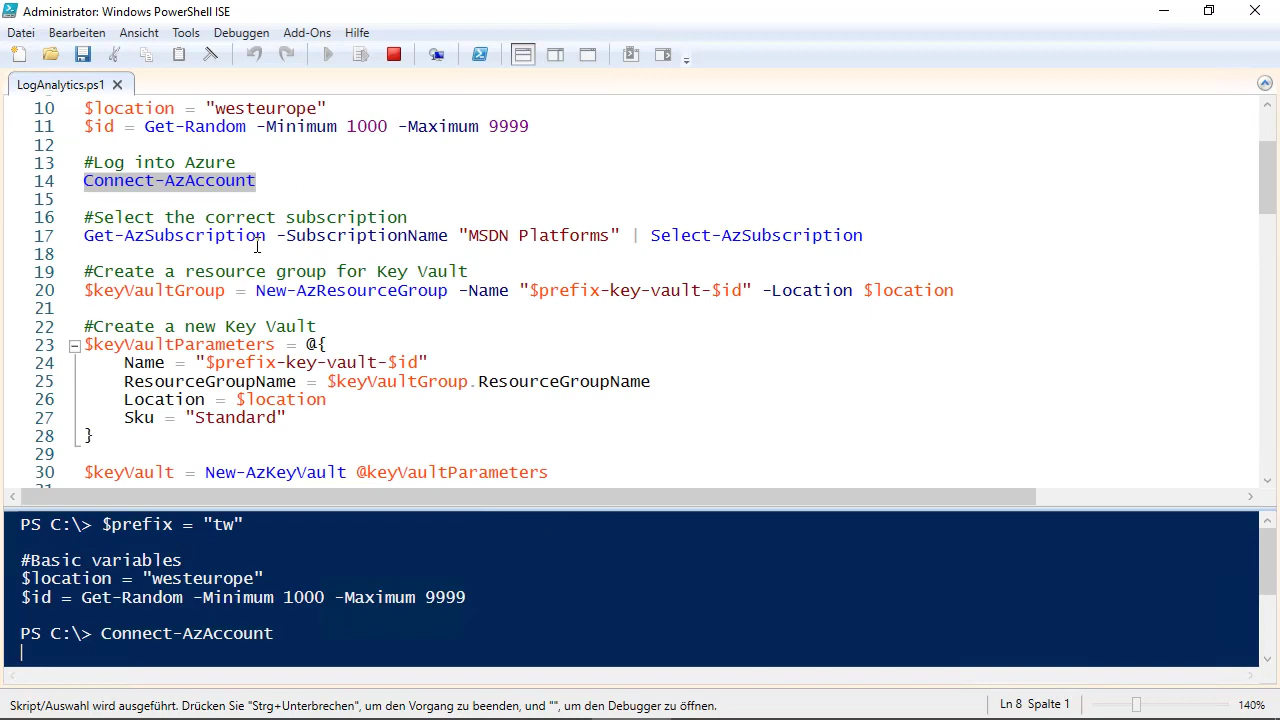 Administrator: Windows PowerShell ISE
Datei Bearbeiten Ansicht Tools Debuggen Add-Ons Hilfe
LogAnalytics.ps1
10 $location = "westeurope"
11 $id = Get-Random -Minimum 1000 -Maximum 9999
12
13 #Log into Azure
14 Connect-AzAccount
15
16 #Select the correct subscription
17 Get-AzSubscription -SubscriptionName "MSDN Platforms" | Select-AzSubscription
18
19 #Create a resource group for Key Vault
20 $keyVaultGroup = New-AzResourceGroup -Name "$prefix-key-vault-$id" -Location $location
21
22 #Create a new Key Vault
23 $keyVaultParameters = @{
24 Name = "$prefix-key-vault-$id"
25 ResourceGroupName = $keyVaultGroup.ResourceGroupName
26 Location = $location
27 Sku = "Standard"
28 }
29
30 $keyVault = New-AzKeyVault @keyVaultParameters
PS C:\> $prefix = "tw"
#Basic variables
$location = "westeurope"
$id = Get-Random -Minimum 1000 -Maximum 9999
PS C:\> Connect-AzAccount
Skript/Auswahl wird ausgeführt. Drücken Sie "Strg+Unterbrechen", um den Vorgang zu beenden, und "", um den Debugger zu öffnen.
Ln 8 Spalte 1
140%